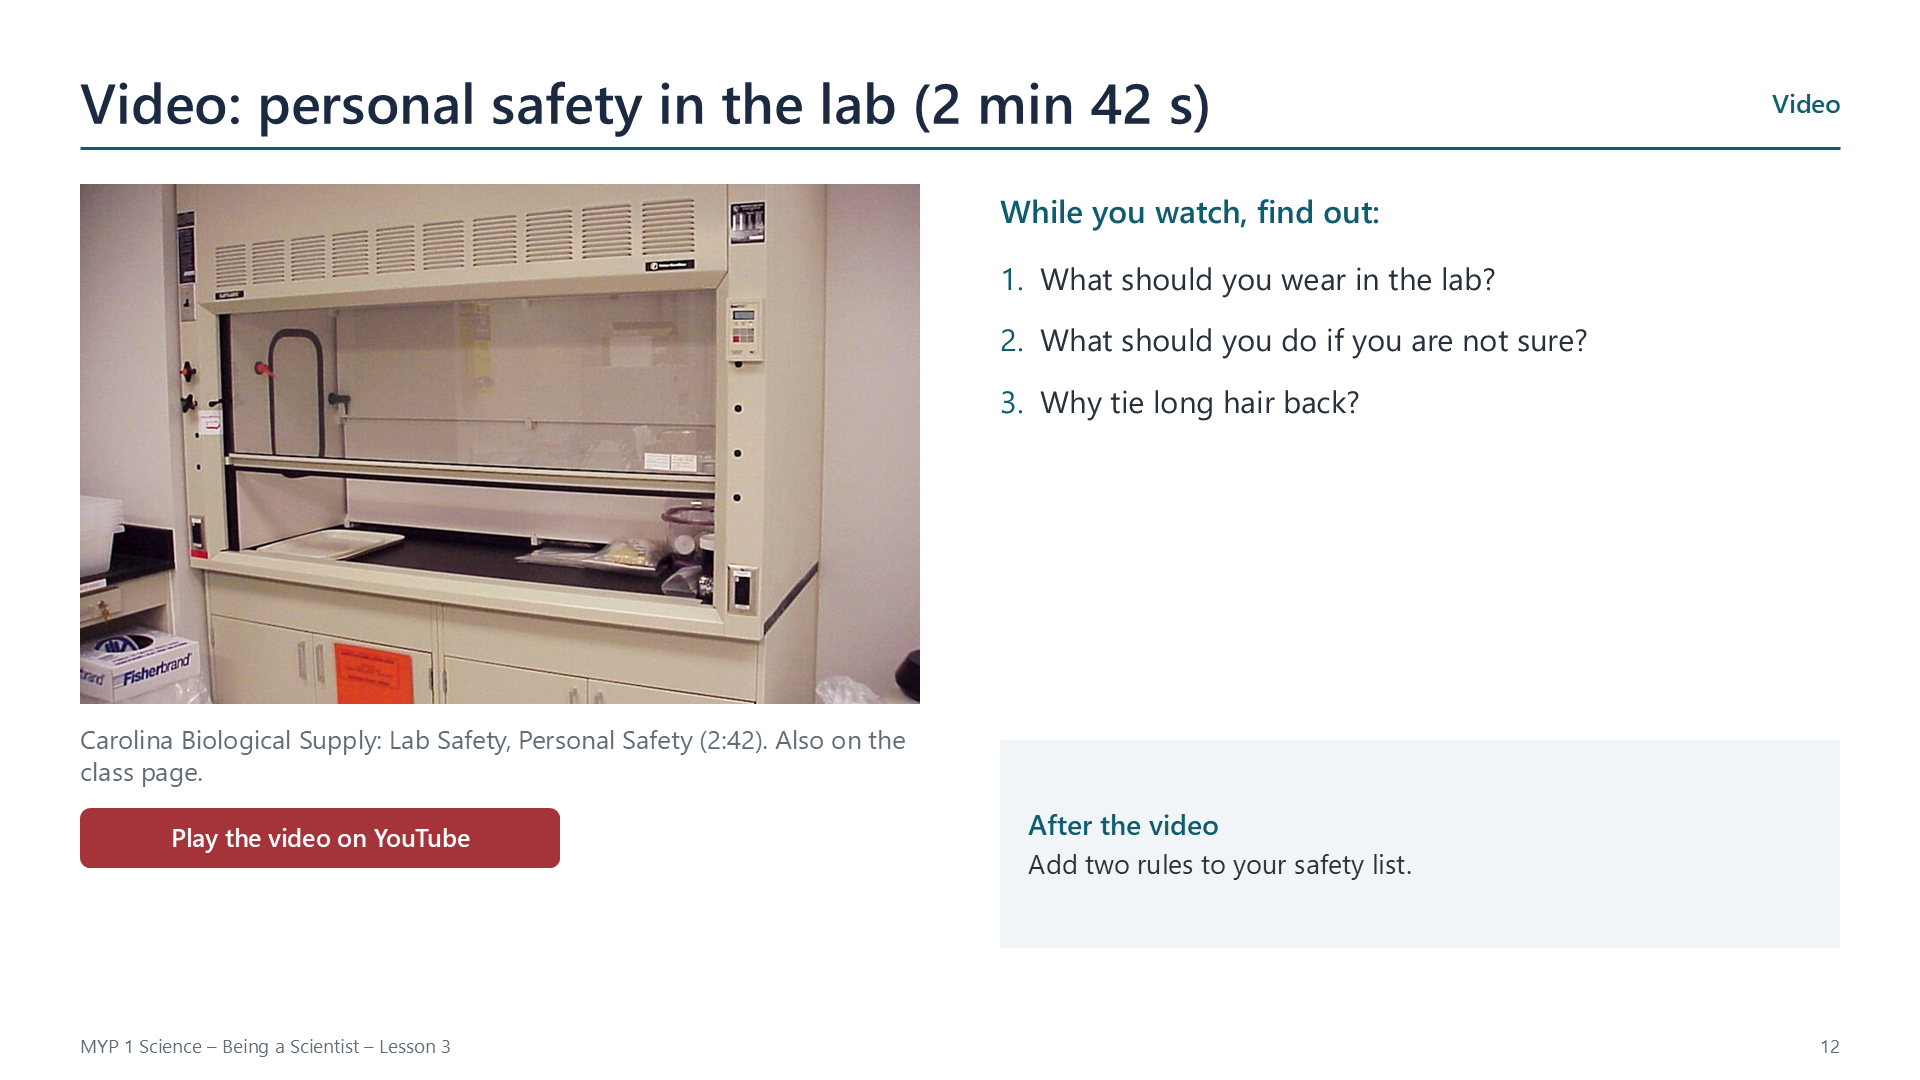 Video: personal safety in the lab (2 min 42 s)
Video
Fisherbrand
While you watch, find out:
1. What should you wear in the lab?
2. What should you do if you are not sure?
3. Why tie long hair back?
Carolina Biological Supply: Lab Safety, Personal Safety (2:42). Also on the
class page.
Play the video on YouTube
After the video
Add two rules to your safety list.
MYP 1 Science – Being a Scientist – Lesson 3
12